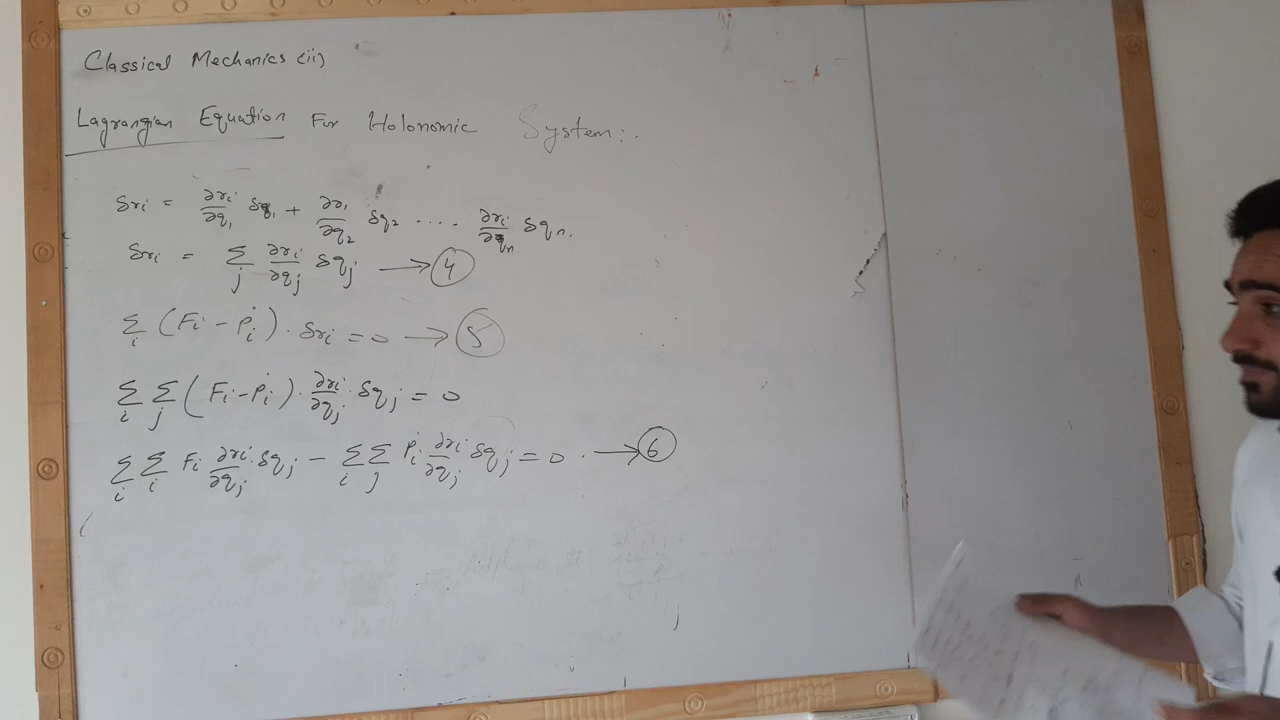 Classical Mechanics (ii)
Lagrangian Equation For Holonomic System:.
δri = ∂ri/∂q1 δq1 + ∂r1/∂q2 δq2 .... ∂ri/∂qn δqn.
δri = Σj ∂ri/∂qj δqj → ④
Σi (Fi - Ṗi) · δri = 0 → ⑤
Σi Σj (Fi - Ṗi) · ∂ri/∂qj · δqj = 0
Σi Σi Fi ∂ri/∂qj · δqj - Σi Σj Ṗi ∂ri/∂qj δqj = 0 . → ⑥